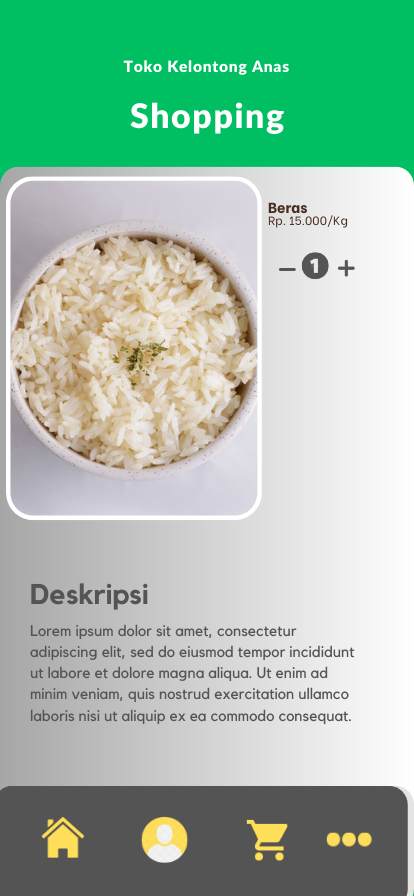 Toko Kelontong Anas
Shopping
Beras
Rp. 15.000/Kg
– 1 +
Deskripsi
Lorem ipsum dolor sit amet, consectetur
adipiscing elit, sed do eiusmod tempor incididunt
ut labore et dolore magna aliqua. Ut enim ad
minim veniam, quis nostrud exercitation ullamco
laboris nisi ut aliquip ex ea commodo consequat.